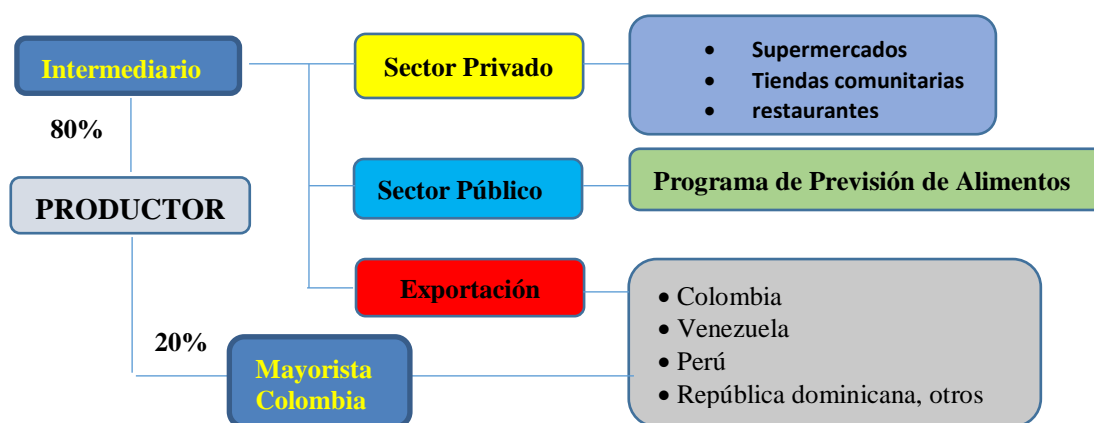 Intermediario
Sector Privado
• Supermercados
• Tiendas comunitarias
• restaurantes
80%
PRODUCTOR
Sector Público
Programa de Previsión de Alimentos
Exportación
• Colombia
• Venezuela
• Perú
• República dominicana, otros
20%
Mayorista
Colombia